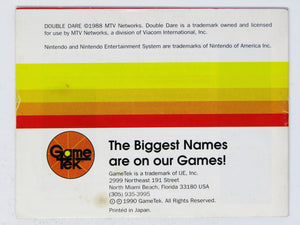 DOUBLE DARE ©1988 MTV Networks. Double Dare is a trademark owned and licensed
for use by MTV Networks, a division of Viacom International, Inc.
Nintendo and Nintendo Entertainment System are trademarks of Nintendo of America Inc.
Game
Tek
The Biggest Names
are on our Games!
GameTek is a trademark of UE, Inc.
2999 Northeast 191 Street
North Miami Beach, Florida 33180 USA
(305) 935-3995
© ℗ 1990 GameTek. All Rights Reserved.
Printed in Japan.